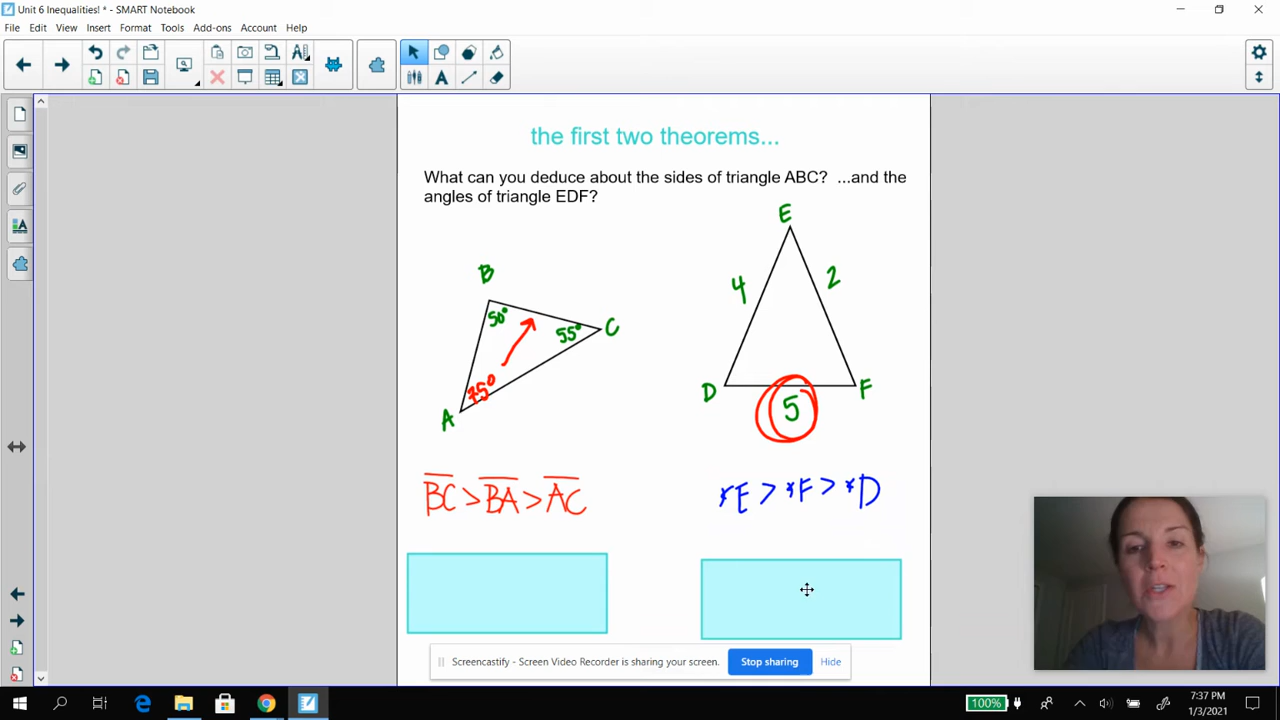 Unit 6 Inequalities! * - SMART Notebook
File Edit View Insert Format Tools Add-ons Account Help
the first two theorems...
What can you deduce about the sides of triangle ABC? ...and the
angles of triangle EDF?
E
B
4
2
50°
55°
C
75°
A
D
F
5
BC > BA > AC
∠E > ∠F > ∠D
Screencastify - Screen Video Recorder is sharing your screen.
Stop sharing
Hide
100%
7:37 PM
1/3/2021